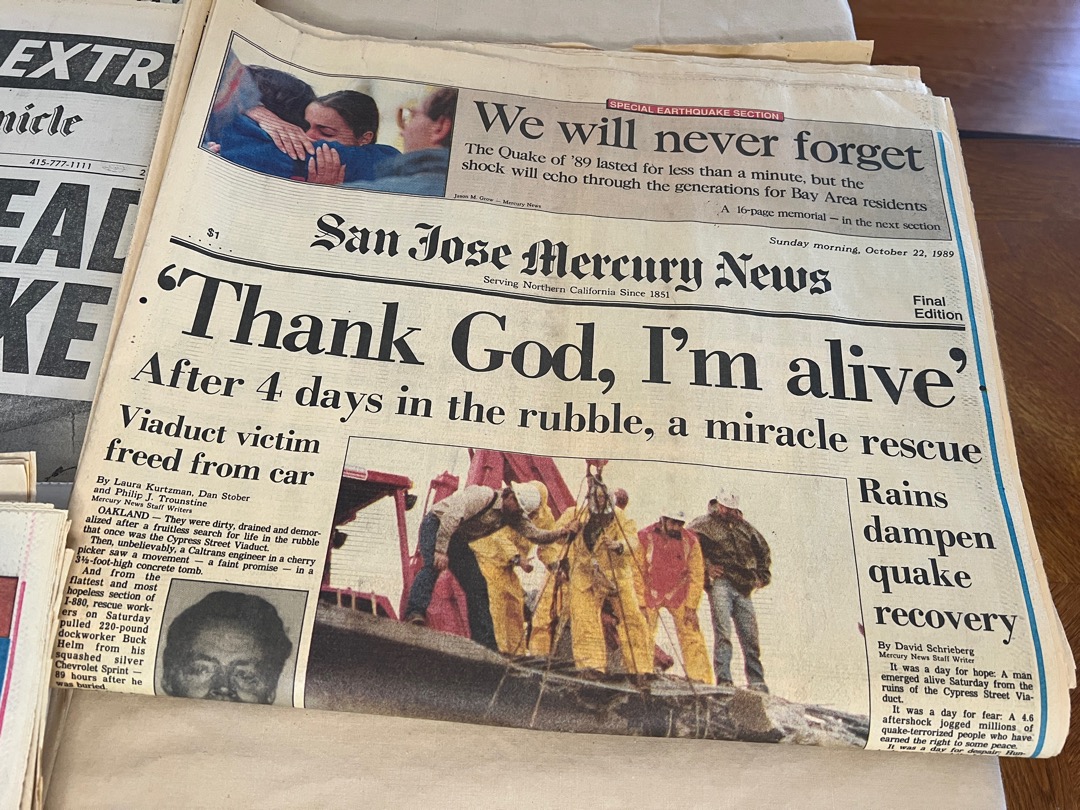 EXTR
nicle
415-777-1111
2
EAD
KE
SPECIAL EARTHQUAKE SECTION
We will never forget
The Quake of '89 lasted for less than a minute, but the
shock will echo through the generations for Bay Area residents
Jason M. Grow — Mercury News
A 16-page memorial — in the next section
$1
San Jose Mercury News
Sunday morning, October 22, 1989
Serving Northern California Since 1851
Final
Edition
'Thank God, I'm alive'
After 4 days in the rubble, a miracle rescue
Viaduct victim
freed from car
By Laura Kurtzman, Dan Stober
and Philip J. Trounstine
Mercury News Staff Writers
OAKLAND — They were dirty, drained and demor-
alized after a fruitless search for life in the rubble
that once was the Cypress Street Viaduct.
Then, unbelievably, a Caltrans engineer in a cherry
picker saw a movement — a faint promise — in a
3½-foot-high concrete tomb.
And from the
flattest and most
hopeless section of
I-880, rescue work-
ers on Saturday
pulled 220-pound
dockworker Buck
Helm from his
squashed silver
Chevrolet Sprint —
89 hours after he
was buried.
Rains
dampen
quake
recovery
By David Schrieberg
Mercury News Staff Writer
It was a day for hope: A man
emerged alive Saturday from the
ruins of the Cypress Street Via-
duct.
It was a day for fear: A 4.6
aftershock jogged millions of
quake-terrorized people who have
earned the right to some peace.
It was a day for despair: Hun-